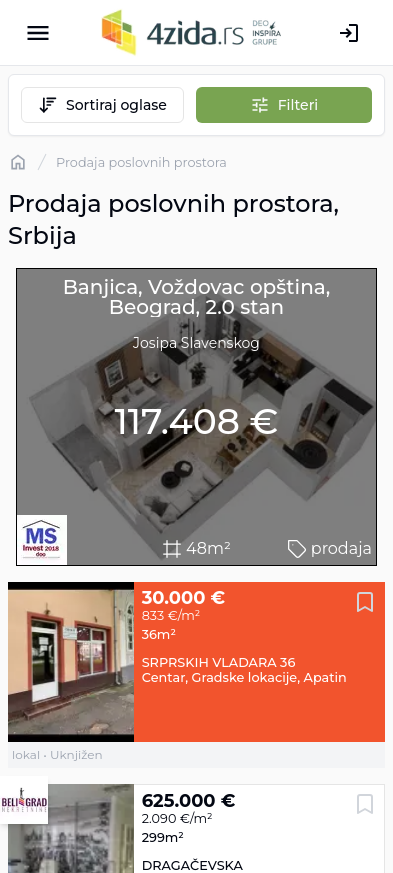 4zida.rs DEO INSPIRA GRUPE
Sortiraj oglase
Filteri
/ Prodaja poslovnih prostora
Prodaja poslovnih prostora,
Srbija
Banjica, Voždovac opština,
Beograd, 2.0 stan
Josipa Slavenskog
117.408 €
MS
Invest 2018
doo
48m²
prodaja
30.000 €
833 €/m²
36m²
SRPRSKIH VLADARA 36
Centar, Gradske lokacije, Apatin
lokal • Uknjižen
BELIGRAD
NEKRETNINE
625.000 €
2.090 €/m²
299m²
DRAGAČEVSKA